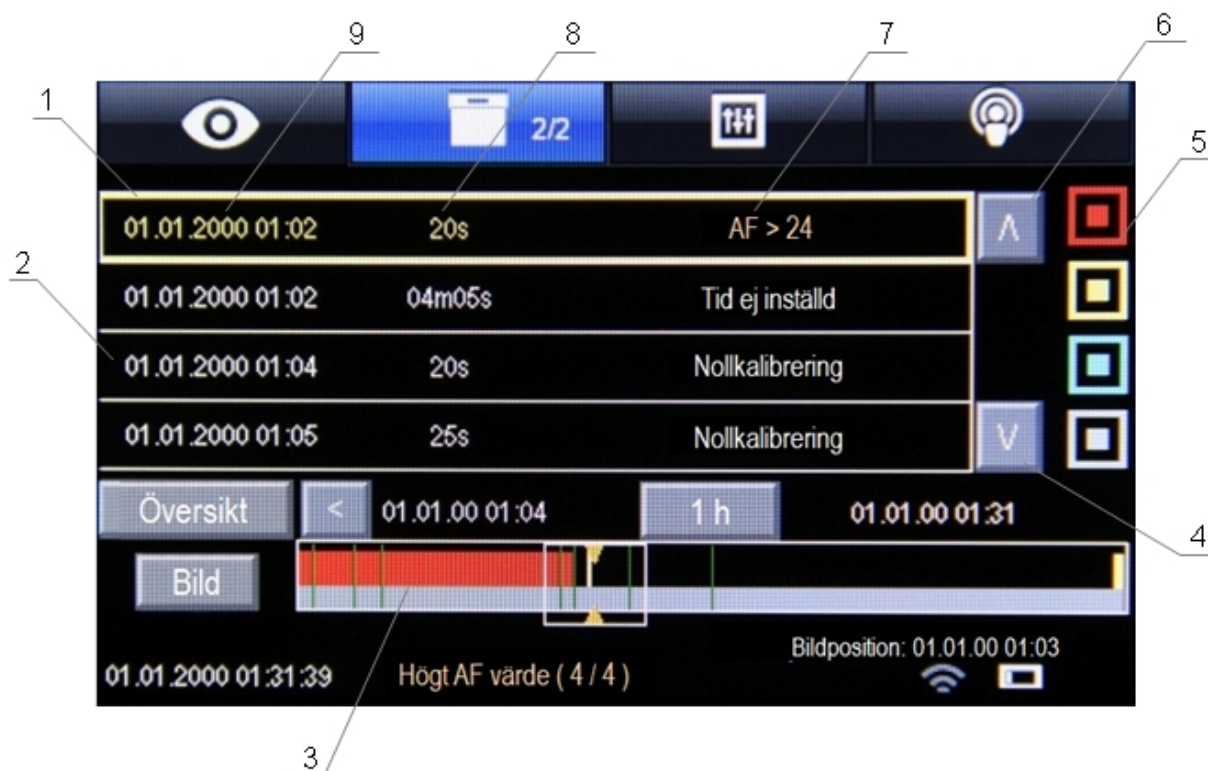 9 8 7 6
1
2/2
5
01.01.2000 01:02 20s AF > 24 Λ
2
01.01.2000 01:02 04m05s Tid ej inställd
01.01.2000 01:04 20s Nollkalibrering
01.01.2000 01:05 25s Nollkalibrering V
Översikt < 01.01.00 01:04 1 h 01.01.00 01:31
4
Bild
Bildposition: 01.01.00 01:03
01.01.2000 01:31:39 Högt AF värde ( 4 / 4 )
3